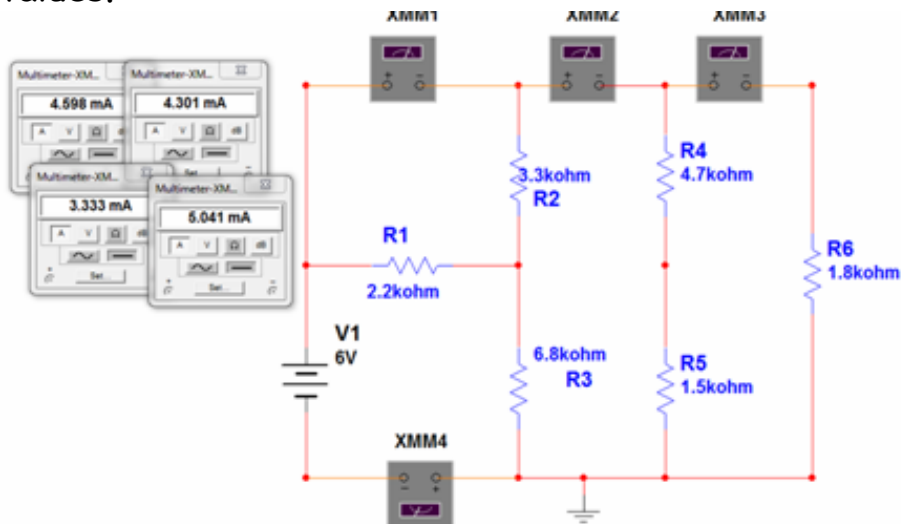 values.
XMM1
XMM2
XMM3
Multimeter-XM...
Multimeter-XM...
4.598 mA
4.301 mA
A V Ω dB
A V Ω dB
Set...
Multimeter-XM...
Multimeter-XM...
3.333 mA
5.041 mA
A V Ω dB
A V Ω dB
Set...
Set...
3.3kohm
R2
R4
4.7kohm
R1
2.2kohm
R6
1.8kohm
V1
6V
6.8kohm
R3
R5
1.5kohm
XMM4